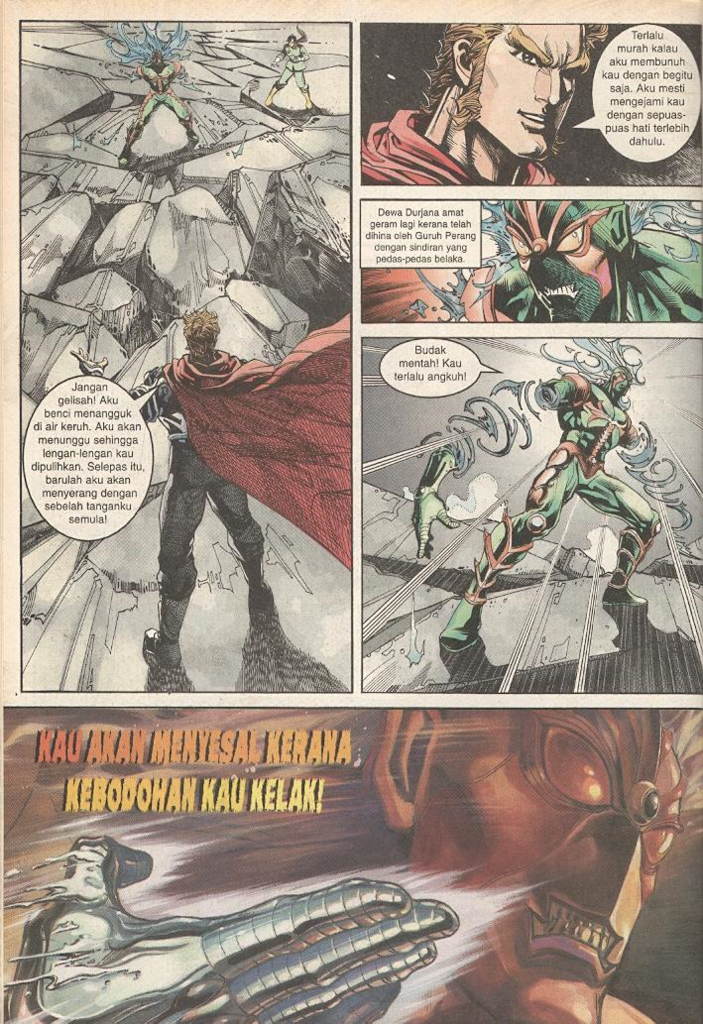 Jangan
gelisah! Aku
benci menangguk
di air keruh. Aku akan
menunggu sehingga
lengan-lengan kau
dipulihkan. Selepas itu,
barulah aku akan
menyerang dengan
sebelah tanganku
semula!
Terlalu
murah kalau
aku membunuh
kau dengan begitu
saja. Aku mesti
mengejami kau
dengan sepuas-
puas hati terlebih
dahulu.
Dewa Durjana amat
geram lagi kerana telah
dihina oleh Guruh Perang
dengan sindiran yang
pedas-pedas belaka.
Budak
mentah! Kau
terlalu angkuh!
KAU AKAN MENYESAL KERANA
KEBODOHAN KAU KELAK!